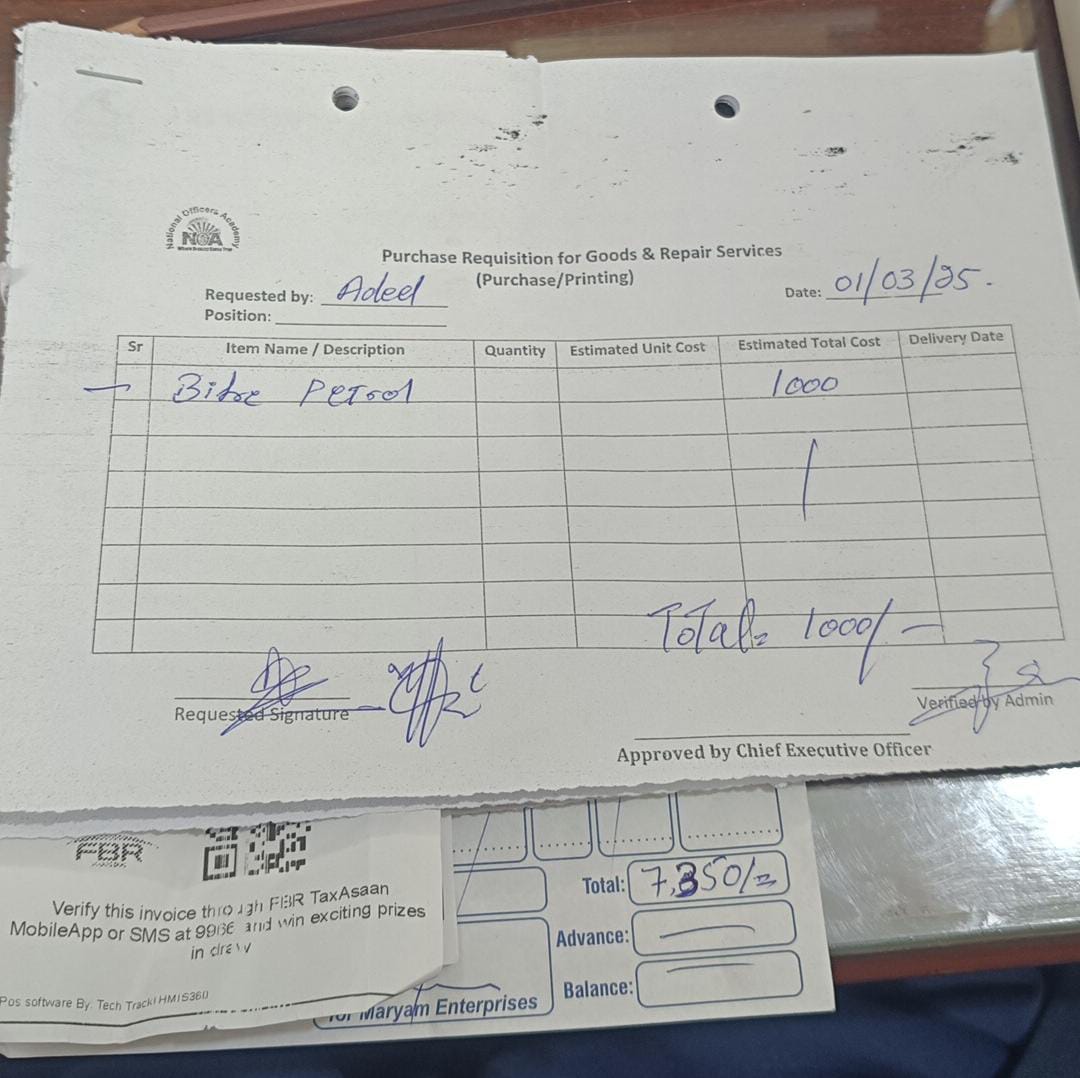 National Officers Academy
NOA
Purchase Requisition for Goods & Repair Services
(Purchase/Printing)
Requested by: Adeel
Date: 01/03/25.
Position:
Sr Item Name / Description Quantity Estimated Unit Cost Estimated Total Cost Delivery Date
Petrol 1000
Total= 1000/-
Requested Signature
Verified by Admin
Approved by Chief Executive Officer
FBR
Verify this invoice through FBR TaxAsaan
MobileApp or SMS at 9966 and win exciting prizes
in draw
Pos software By: Tech Track HMIS360
Total: 7,350/=
Advance:
Balance:
for Maryam Enterprises